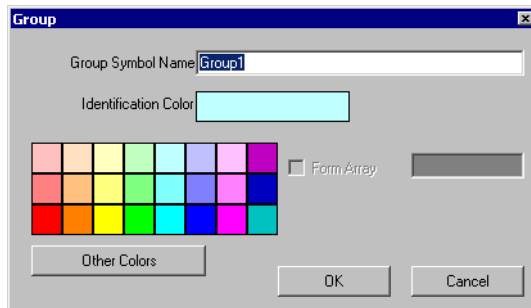 Group
Group Symbol Name Group1
Identification Color
Form Array
Other Colors
OK Cancel